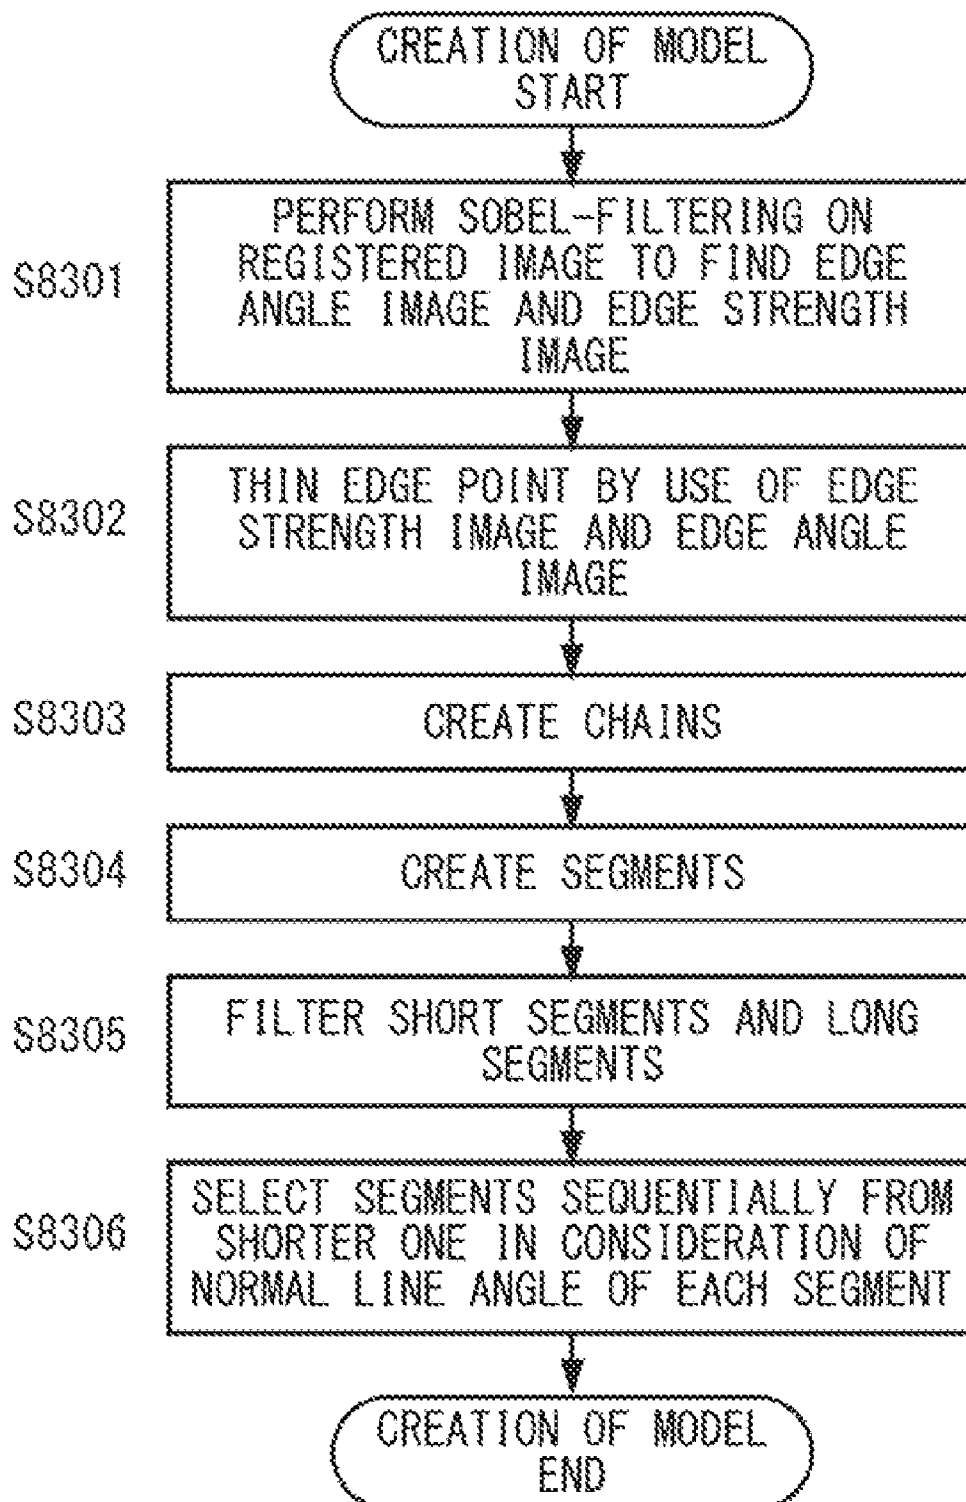 CREATION OF MODEL
START
S8301
PERFORM SOBEL-FILTERING ON
REGISTERED IMAGE TO FIND EDGE
ANGLE IMAGE AND EDGE STRENGTH
IMAGE
S8302
THIN EDGE POINT BY USE OF EDGE
STRENGTH IMAGE AND EDGE ANGLE
IMAGE
S8303
CREATE CHAINS
S8304
CREATE SEGMENTS
S8305
FILTER SHORT SEGMENTS AND LONG
SEGMENTS
S8306
SELECT SEGMENTS SEQUENTIALLY FROM
SHORTER ONE IN CONSIDERATION OF
NORMAL LINE ANGLE OF EACH SEGMENT
CREATION OF MODEL
END